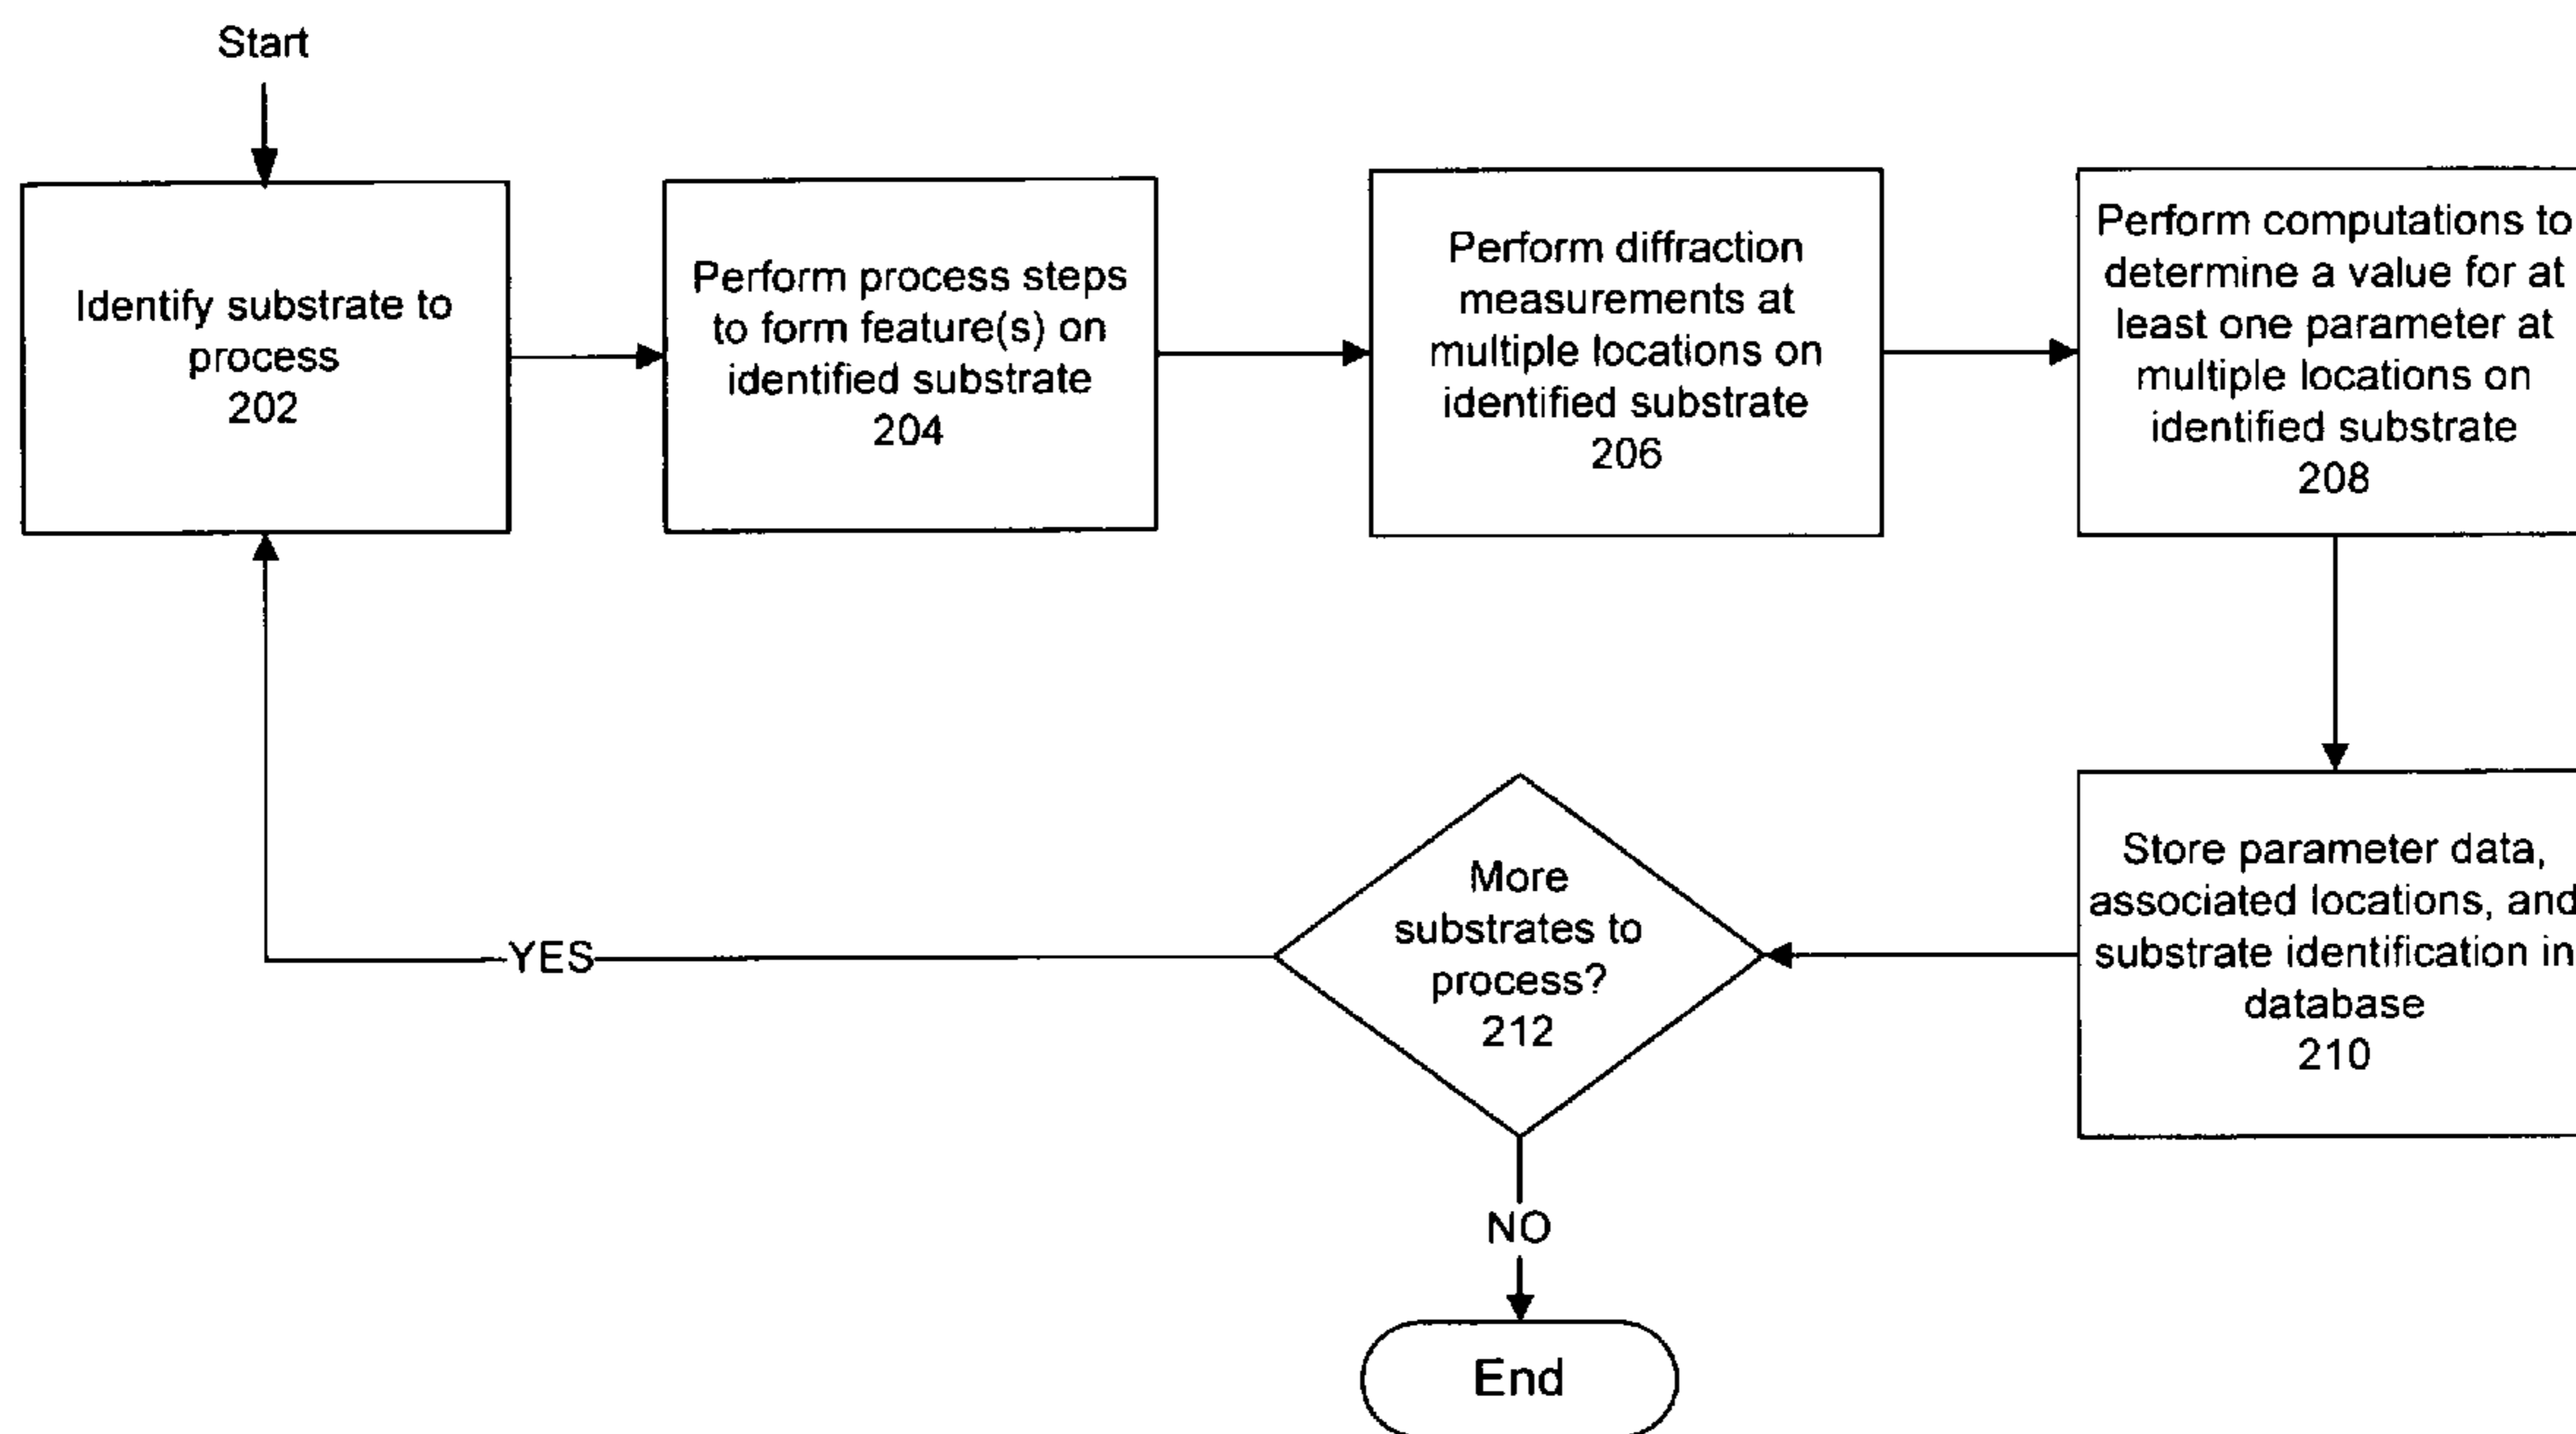 Start
Identify substrate to
process
202
Perform process steps
to form feature(s) on
identified substrate
204
Perform diffraction
measurements at
multiple locations on
identified substrate
206
Perform computations to
determine a value for at
least one parameter at
multiple locations on
identified substrate
208
Store parameter data,
associated locations, and
substrate identification in
database
210
More
substrates to
process?
212
YES
NO
End